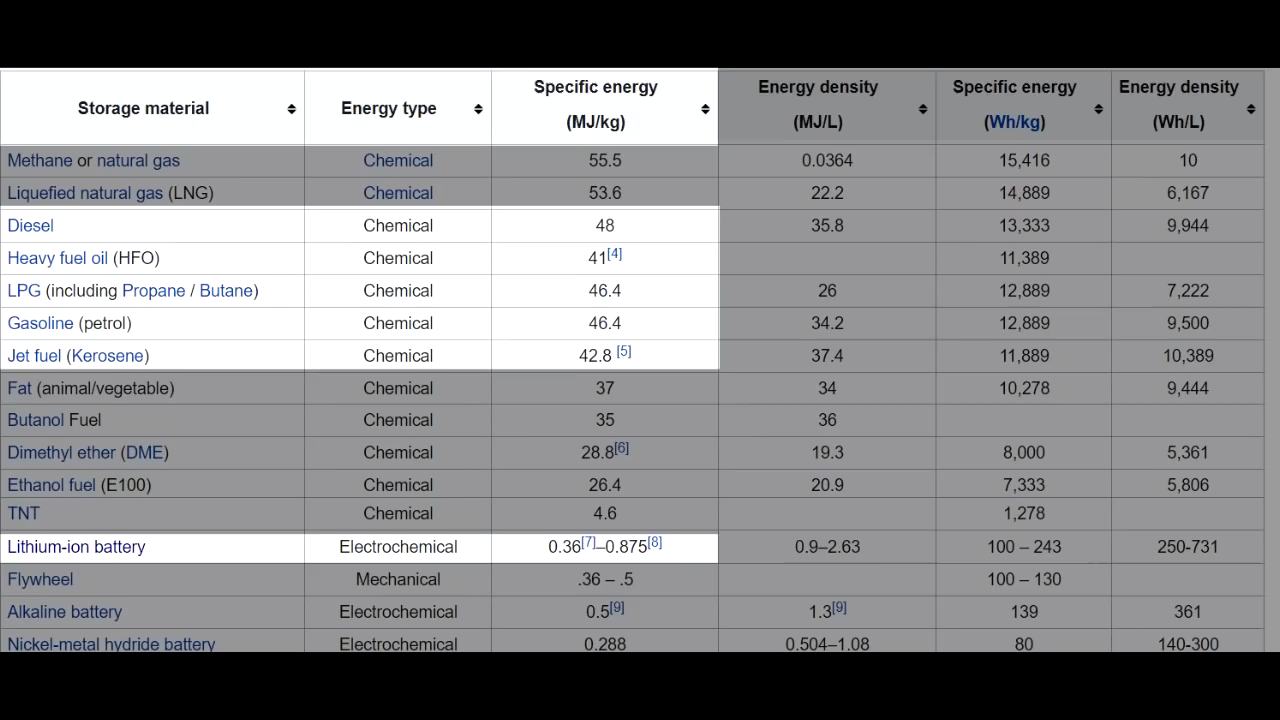 Storage material Energy type Specific energy (MJ/kg) Energy density (MJ/L) Specific energy (Wh/kg) Energy density (Wh/L)
Methane or natural gas Chemical 55.5 0.0364 15,416 10
Liquefied natural gas (LNG) Chemical 53.6 22.2 14,889 6,167
Diesel Chemical 48 35.8 13,333 9,944
Heavy fuel oil (HFO) Chemical 41[4] 11,389
LPG (including Propane / Butane) Chemical 46.4 26 12,889 7,222
Gasoline (petrol) Chemical 46.4 34.2 12,889 9,500
Jet fuel (Kerosene) Chemical 42.8 [5] 37.4 11,889 10,389
Fat (animal/vegetable) Chemical 37 34 10,278 9,444
Butanol Fuel Chemical 35 36
Dimethyl ether (DME) Chemical 28.8[6] 19.3 8,000 5,361
Ethanol fuel (E100) Chemical 26.4 20.9 7,333 5,806
TNT Chemical 4.6 1,278
Lithium-ion battery Electrochemical 0.36[7]–0.875[8] 0.9–2.63 100 – 243 250-731
Flywheel Mechanical .36 – .5 100 – 130
Alkaline battery Electrochemical 0.5[9] 1.3[9] 139 361
Nickel-metal hydride battery Electrochemical 0.288 0.504–1.08 80 140-300